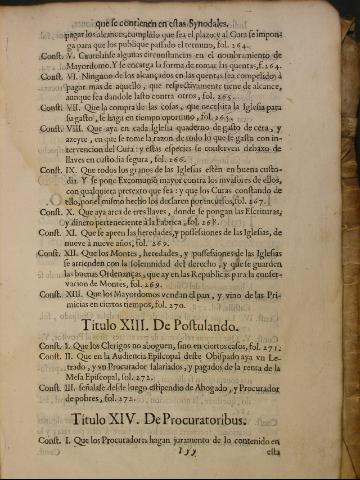 que se contienen en estas Synodales,
pagar los alcances, cumplido que sea el plazo; y al Cura se impon-
ga para que los publique passado el termino, fol. 264.
Const. V. Cautelanse algunas circunstancias en el nombramiento de
Mayordomo. Y se encarga la forma de tomar las quentas, f. 264.
Const. VI. Ninguno de los alcançados en las quentas sea compelido à
pagar mas de aquello, que respectivamente tiene de alcance,
aunque sea dandole lasto contra otros, fol. 265.
Const. VII. Que la compra de las cosas, que necesita la Iglesia para
su gasto, se haga en tiempo oportuno, fol. 265.
Const. VIII. Que aya en cada Iglesia quaderno de gasto de cera, y
azeyte, en que se tome la razon de todo lo que se gasta con in-
tervencion del Cura: y estas especies se conserven debaxo de
llaves en custodia segura, fol. 266.
Const. IX. Que todos los granos de las Iglesias estèn en buena custo-
dia. Y se pone Excomunion mayor contra los invasores de ellos,
con qualquiera pretexto que sea: y que los Curas constando de
ello, por el mismo hecho los declaren por incursos, fol. 267.
Const. X. Que aya arca de tres llaves, donde se pongan las Escrituras,
y dinero perteneciente à la Fabrica, fol. 268.
Const. XI. Que se apeen las heredades, y possessiones de las Iglesias, de
nueve à nueve años, fol. 269.
Const. XII. Que los Montes, heredades, y possessiones de las Iglesias
se arrienden con la solemnidad del derecho, y que se guarden
las buenas Ordenanças, que ay en las Republicas para la conser-
vacion de Montes, fol. 269.
Const. XIII. Que los Mayordomos vendan el pan, y vino de las Pri-
micias en ciertos tiempos, fol. 270.
Titulo XIII. De Postulando.
Const. I. Que los Clerigos no aboguen, sino en ciertos casos, fol. 271.
Const. II. Que en la Audiencia Episcopal deste Obispado aya vn Le-
trado, y vn Procurador salariados, y pagados de la renta de la
Mesa Episcopal, fol. 272.
Const. III. señalase desde luego estipendio de Abogado, y Procurador
de pobres, fol. 272.
Titulo XIV. De Procuratoribus.
Const. I. Que los Procuradores hagan juramento de lo contenido en
esta